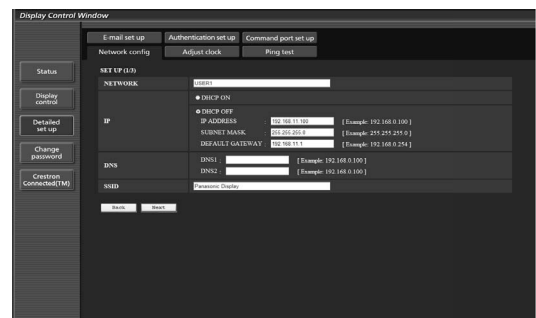 Display Control Window
E-mail set up Authentication set up Command port set up
Network config Adjust clock Ping test
Status
Display control
Detailed set up
Change password
Crestron Connected(TM)
SET UP (1/3)
NETWORK USER1
IP
DHCP ON
DHCP OFF
IP ADDRESS : 192.168.11.100 [ Example: 192.168.0.100 ]
SUBNET MASK : 255.255.255.0 [ Example: 255.255.255.0 ]
DEFAULT GATEWAY : 192.168.11.1 [ Example: 192.168.0.254 ]
DNS
DNS1 : [ Example: 192.168.0.100 ]
DNS2 : [ Example: 192.168.0.100 ]
SSID Panasonic Display
Back Next